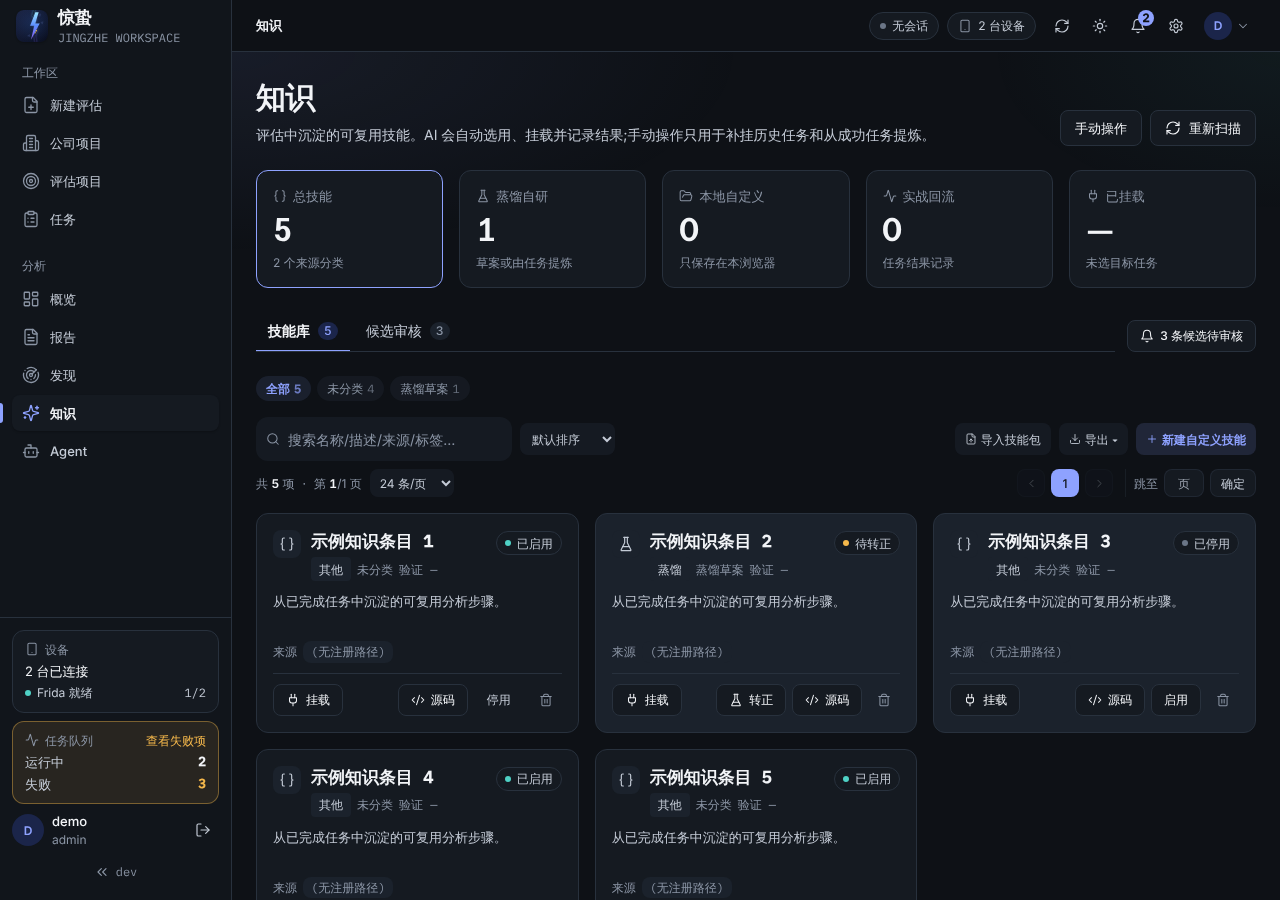 惊蛰
JINGZHE WORKSPACE
工作区
新建评估
公司项目
评估项目
任务
分析
概览
报告
发现
知识
Agent
设备
2 台已连接
Frida 就绪 1/2
任务队列 查看失败项
运行中 2
失败 3
D demo
admin
dev
知识
无会话 2 台设备 2 D
知识
评估中沉淀的可复用技能。AI 会自动选用、挂载并记录结果;手动操作只用于补挂历史任务和从成功任务提炼。
手动操作 重新扫描
总技能
5
2 个来源分类
蒸馏自研
1
草案或由任务提炼
本地自定义
0
只保存在本浏览器
实战回流
0
任务结果记录
已挂载
—
未选目标任务
技能库 5 候选审核 3 3 条候选待审核
全部 5 未分类 4 蒸馏草案 1
搜索名称/描述/来源/标签... 默认排序 导入技能包 导出 新建自定义技能
共 5 项 · 第 1/1 页 24 条/页 1 跳至 页 确定
示例知识条目 1 已启用
其他 未分类 验证 —
从已完成任务中沉淀的可复用分析步骤。
来源 (无注册路径)
挂载 源码 停用
示例知识条目 2 待转正
蒸馏 蒸馏草案 验证 —
从已完成任务中沉淀的可复用分析步骤。
来源 (无注册路径)
挂载 转正 源码
示例知识条目 3 已停用
其他 未分类 验证 —
从已完成任务中沉淀的可复用分析步骤。
来源 (无注册路径)
挂载 源码 启用
示例知识条目 4 已启用
其他 未分类 验证 —
从已完成任务中沉淀的可复用分析步骤。
来源 (无注册路径)
示例知识条目 5 已启用
其他 未分类 验证 —
从已完成任务中沉淀的可复用分析步骤。
来源 (无注册路径)